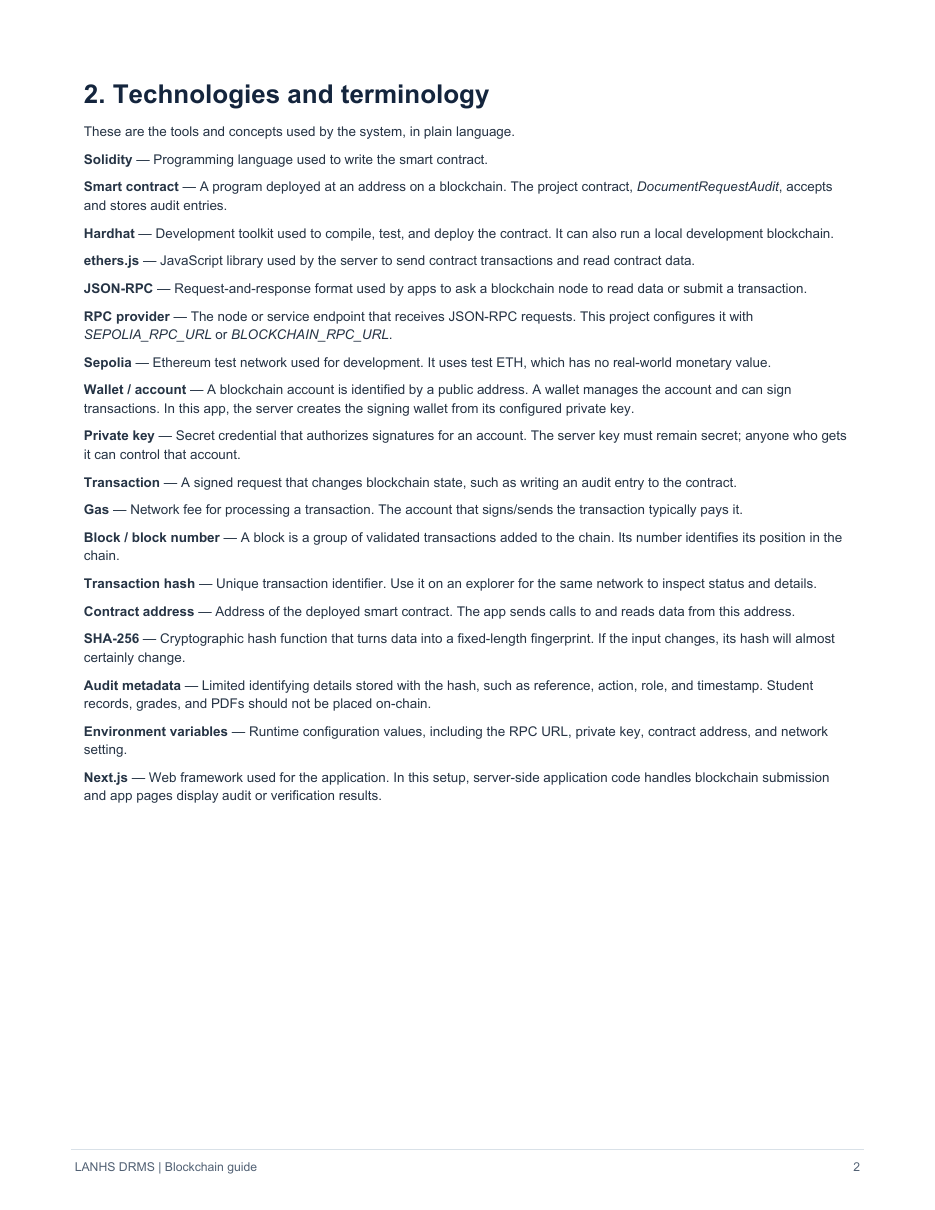 2. Technologies and terminology
These are the tools and concepts used by the system, in plain language.
Solidity — Programming language used to write the smart contract.
Smart contract — A program deployed at an address on a blockchain. The project contract, DocumentRequestAudit, accepts
and stores audit entries.
Hardhat — Development toolkit used to compile, test, and deploy the contract. It can also run a local development blockchain.
ethers.js — JavaScript library used by the server to send contract transactions and read contract data.
JSON-RPC — Request-and-response format used by apps to ask a blockchain node to read data or submit a transaction.
RPC provider — The node or service endpoint that receives JSON-RPC requests. This project configures it with
SEPOLIA_RPC_URL or BLOCKCHAIN_RPC_URL.
Sepolia — Ethereum test network used for development. It uses test ETH, which has no real-world monetary value.
Wallet / account — A blockchain account is identified by a public address. A wallet manages the account and can sign
transactions. In this app, the server creates the signing wallet from its configured private key.
Private key — Secret credential that authorizes signatures for an account. The server key must remain secret; anyone who gets
it can control that account.
Transaction — A signed request that changes blockchain state, such as writing an audit entry to the contract.
Gas — Network fee for processing a transaction. The account that signs/sends the transaction typically pays it.
Block / block number — A block is a group of validated transactions added to the chain. Its number identifies its position in the
chain.
Transaction hash — Unique transaction identifier. Use it on an explorer for the same network to inspect status and details.
Contract address — Address of the deployed smart contract. The app sends calls to and reads data from this address.
SHA-256 — Cryptographic hash function that turns data into a fixed-length fingerprint. If the input changes, its hash will almost
certainly change.
Audit metadata — Limited identifying details stored with the hash, such as reference, action, role, and timestamp. Student
records, grades, and PDFs should not be placed on-chain.
Environment variables — Runtime configuration values, including the RPC URL, private key, contract address, and network
setting.
Next.js — Web framework used for the application. In this setup, server-side application code handles blockchain submission
and app pages display audit or verification results.
LANHS DRMS | Blockchain guide 2